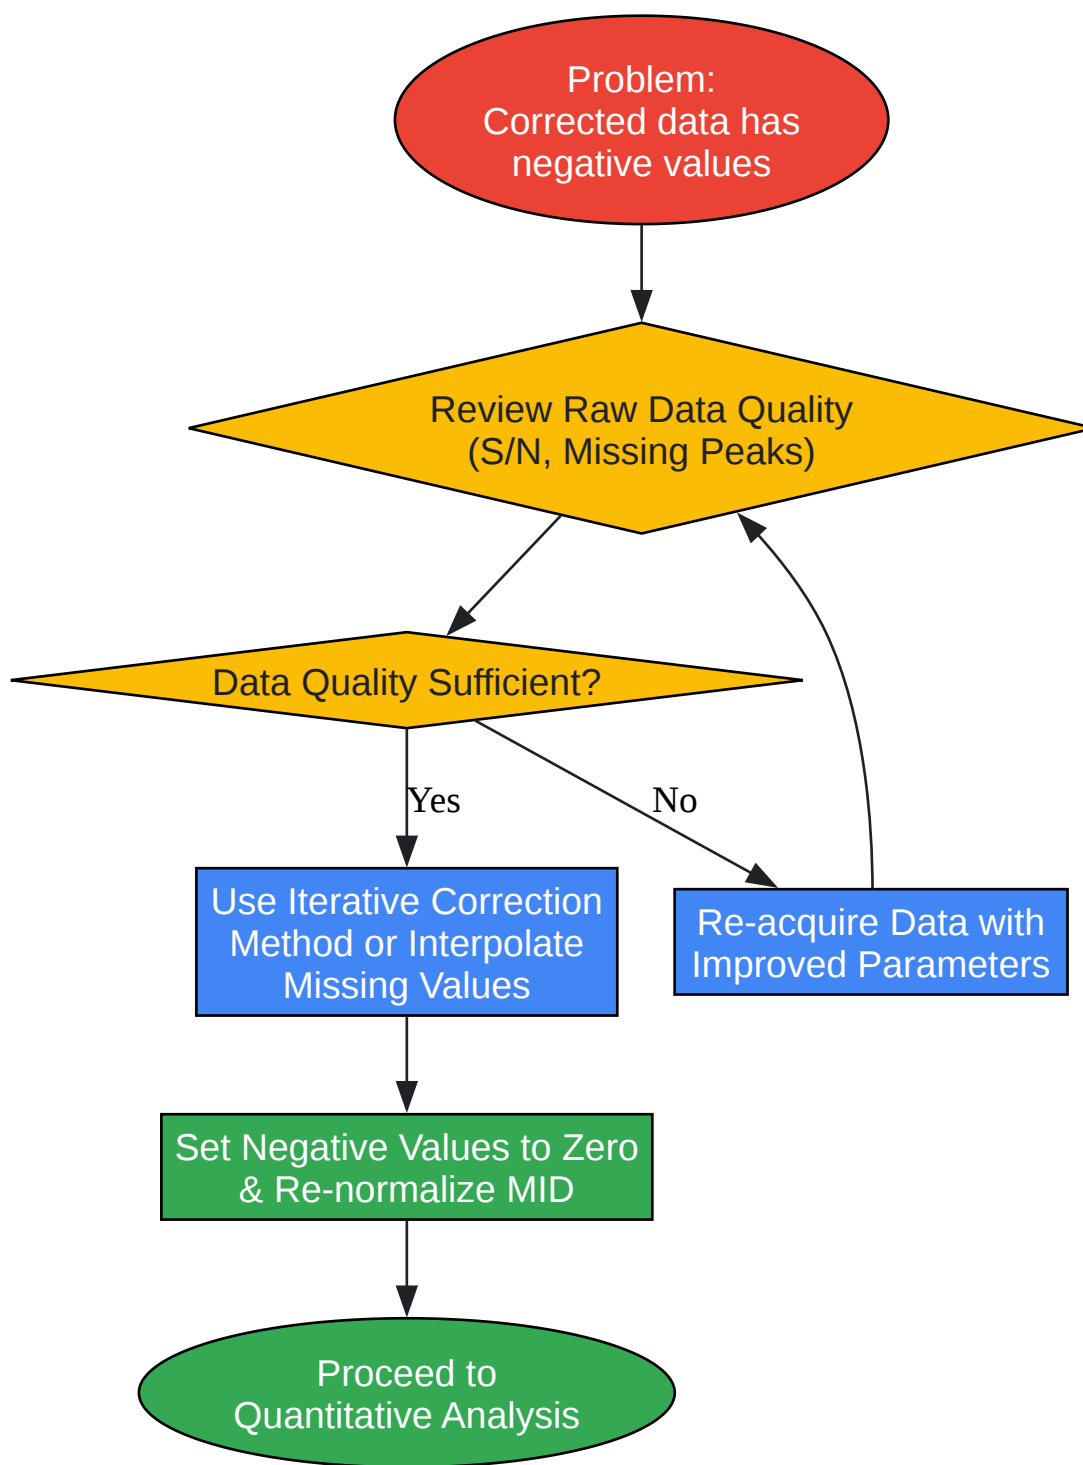 Problem:
Corrected data has
negative values
Review Raw Data Quality
(S/N, Missing Peaks)
Data Quality Sufficient?
Yes
No
Use Iterative Correction
Method or Interpolate
Missing Values
Re-acquire Data with
Improved Parameters
Set Negative Values to Zero
& Re-normalize MID
Proceed to
Quantitative Analysis